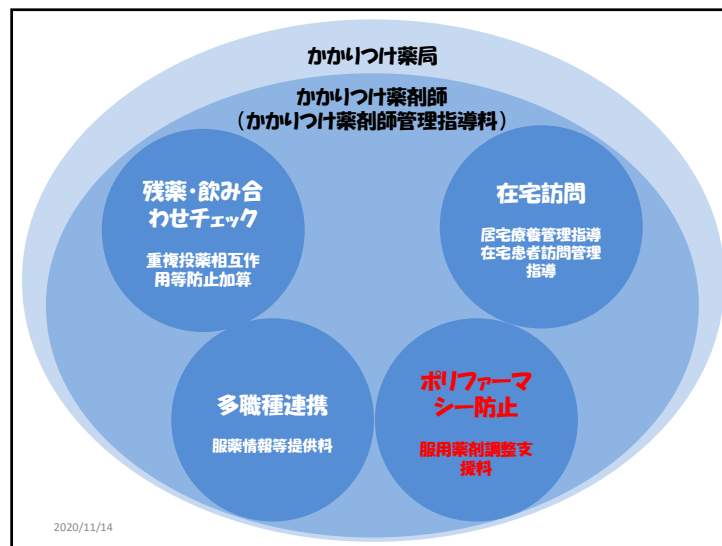 かかりつけ薬局
かかりつけ薬剤師
（かかりつけ薬剤師管理指導料）
残薬・飲み合
わせチェック
重複投薬相互作
用等防止加算
在宅訪問
居宅療養管理指導
在宅患者訪問管理
指導
多職種連携
服薬情報等提供料
ポリファーマ
シー防止
服用薬剤調整支
援料
2020/11/14